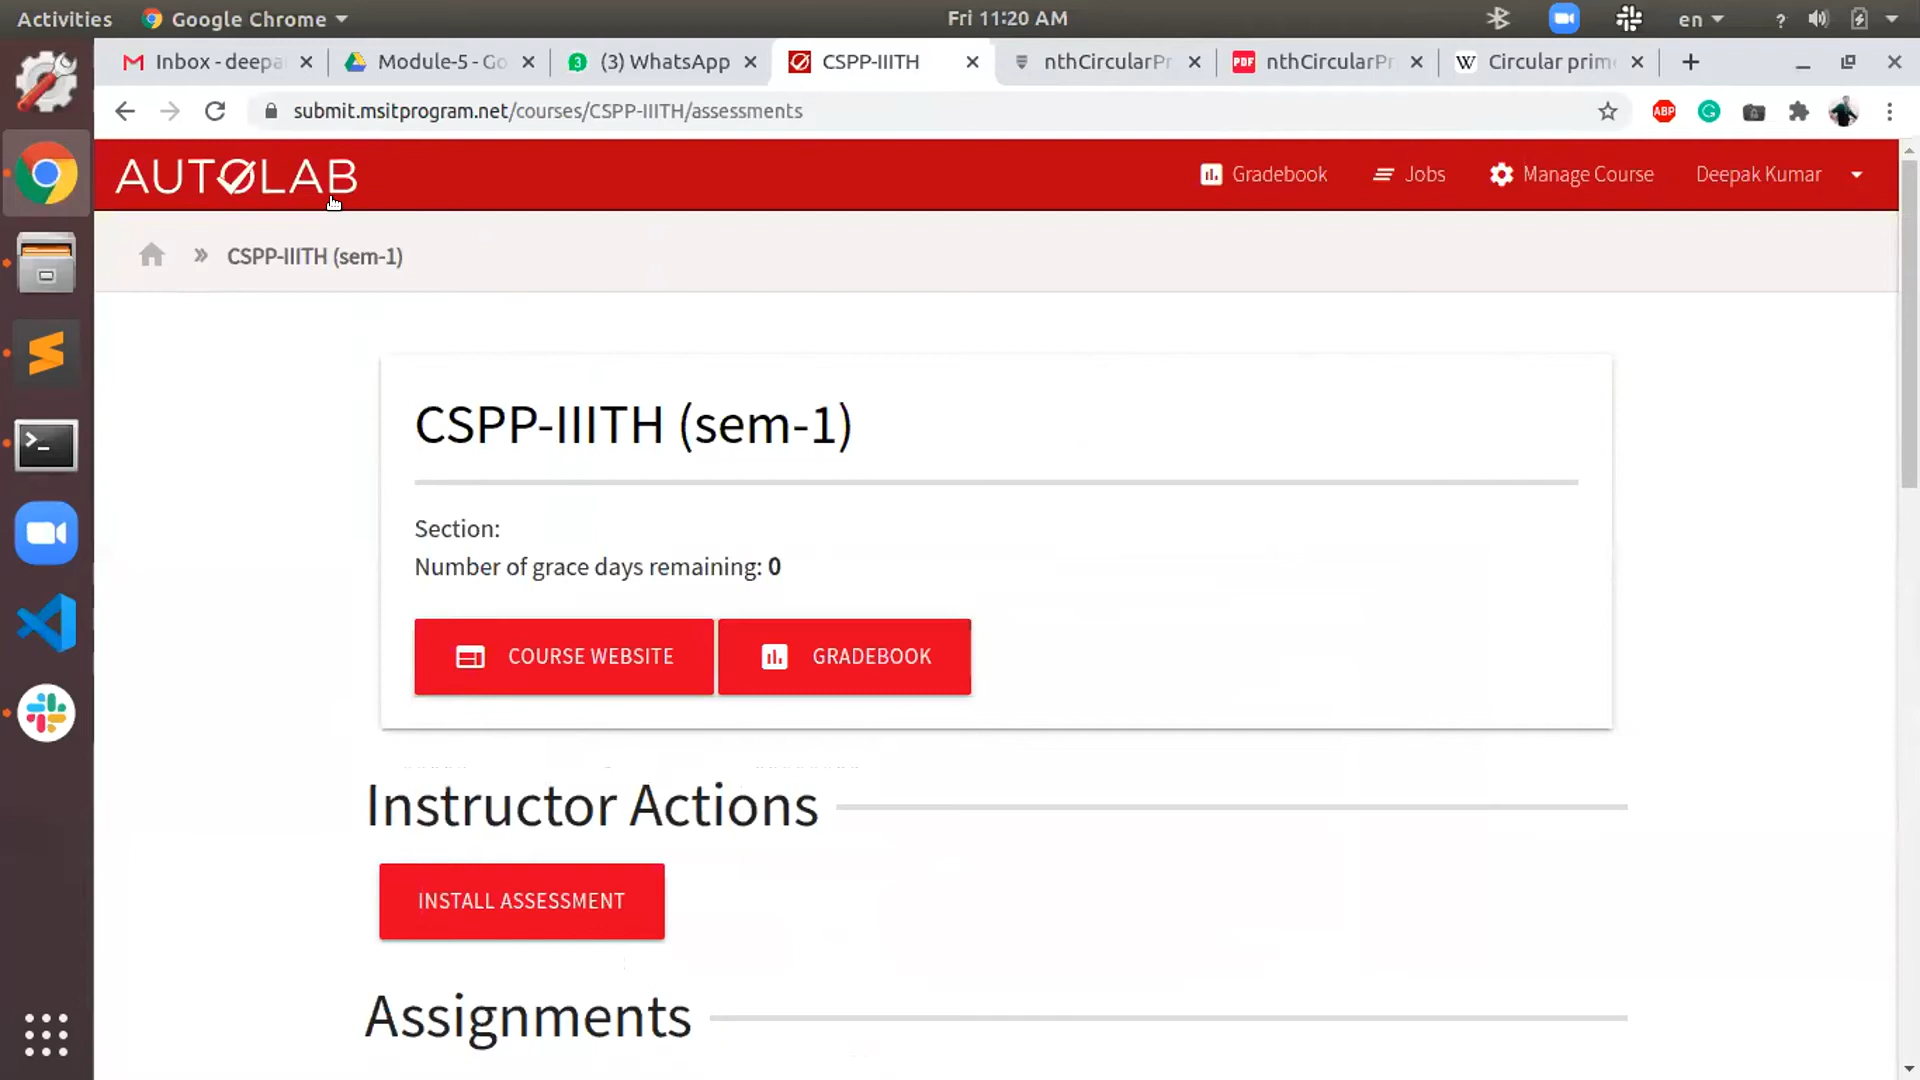 Activities Google Chrome Fri 11:20 AM en ?
Inbox - deepa Module-5 - Go (3) WhatsApp CSPP-IIITH nthCircularPr nthCircularPr Circular prim
submit.msitprogram.net/courses/CSPP-IIITH/assessments
AUTOLAB Gradebook Jobs Manage Course Deepak Kumar
» CSPP-IIITH (sem-1)
CSPP-IIITH (sem-1)
Section:
Number of grace days remaining: 0
COURSE WEBSITE GRADEBOOK
Instructor Actions
INSTALL ASSESSMENT
Assignments